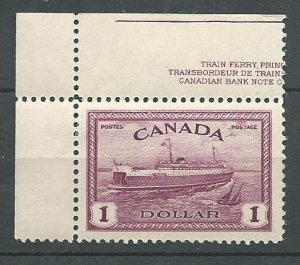 TRAIN FERRY, PRIN
TRANSBORDEUR DE TRAIN
CANADIAN BANK NOTE
POSTES POSTAGE
CANADA
1 1
DOLLAR